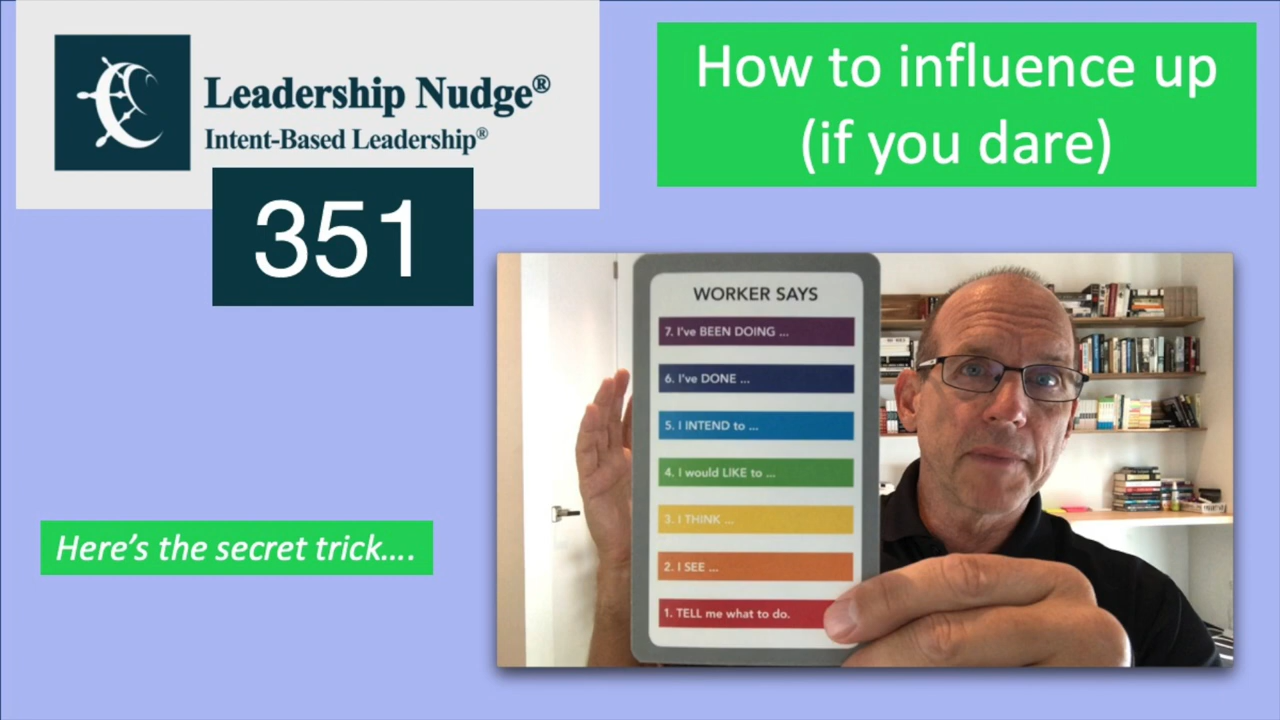 Leadership Nudge®
Intent-Based Leadership®
351
How to influence up
(if you dare)
WORKER SAYS
7. I've BEEN DOING ...
6. I've DONE ...
5. I INTEND to ...
4. I would LIKE to ...
3. I THINK ...
2. I SEE ...
1. TELL me what to do.
Here's the secret trick....